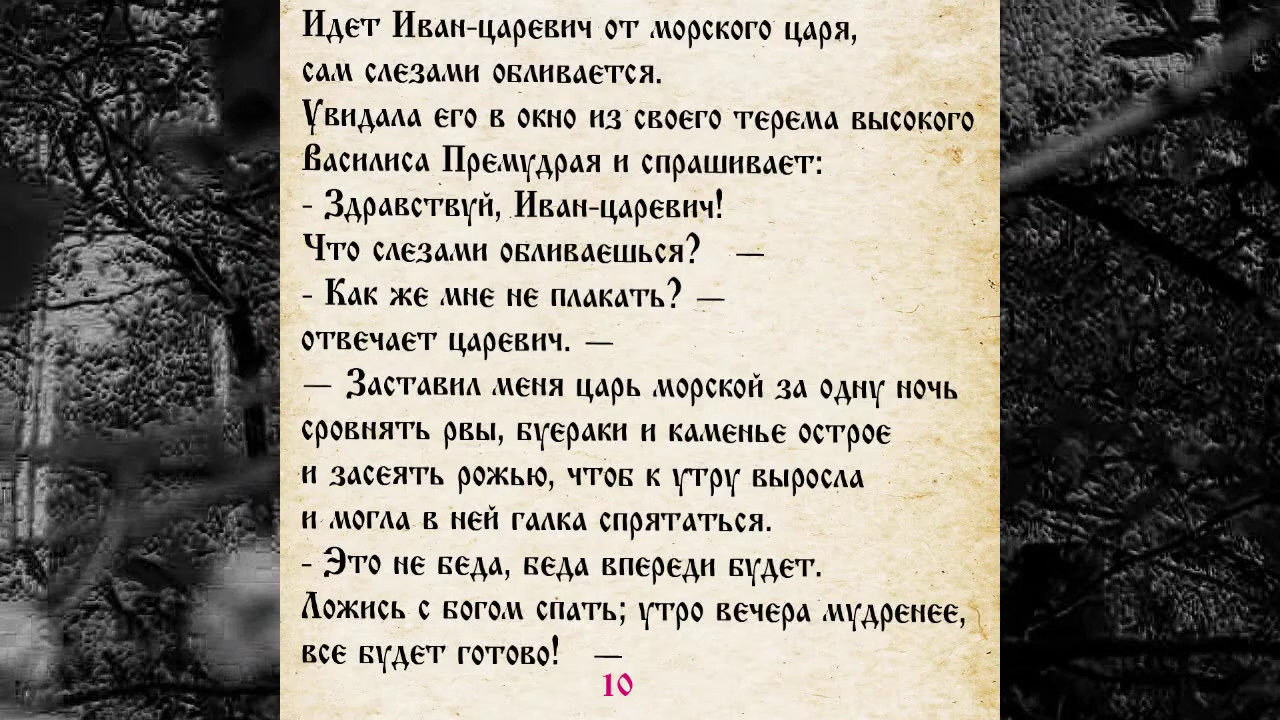 Идет Иван-царевич от морского царя,
сам слезами обливается.
Увидала его в окно из своего терема высокого
Василиса Премудрая и спрашивает:
- Здравствуй, Иван-царевич!
Что слезами обливаешься? —
- Как же мне не плакать? —
отвечает царевич. —
— Заставил меня царь морской за одну ночь
сровнять рвы, буераки и каменье острое
и засеять рожью, чтоб к утру выросла
и могла в ней галка спрятаться.
- Это не беда, беда впереди будет.
Ложись с богом спать; утро вечера мудренее,
все будет готово! —
10